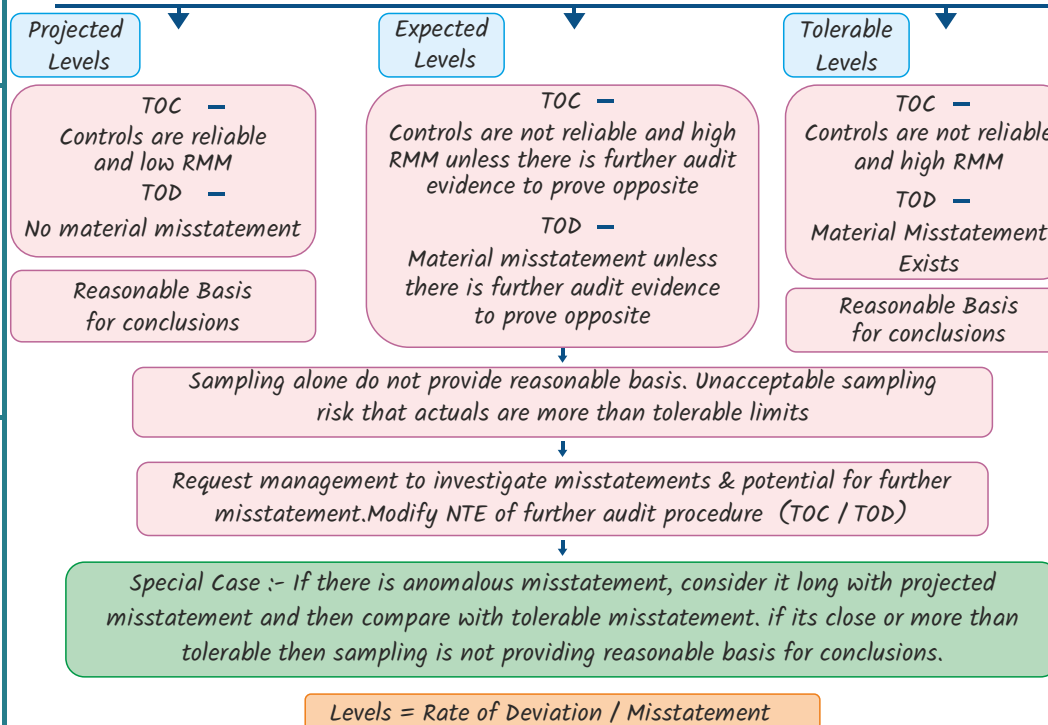 Projected
Levels
TOC –
Controls are reliable
and low RMM
TOD –
No material misstatement
Reasonable Basis
for conclusions
Expected
Levels
TOC –
Controls are not reliable and high
RMM unless there is further audit
evidence to prove opposite
TOD –
Material misstatement unless
there is further audit evidence
to prove opposite
Tolerable
Levels
TOC –
Controls are not reliable
and high RMM
TOD –
Material Misstatement
Exists
Reasonable Basis
for conclusions
Sampling alone do not provide reasonable basis. Unacceptable sampling
risk that actuals are more than tolerable limits
Request management to investigate misstatements & potential for further
misstatement.Modify NTE of further audit procedure (TOC / TOD)
Special Case :- If there is anomalous misstatement, consider it long with projected
misstatement and then compare with tolerable misstatement. if its close or more than
tolerable then sampling is not providing reasonable basis for conclusions.
Levels = Rate of Deviation / Misstatement